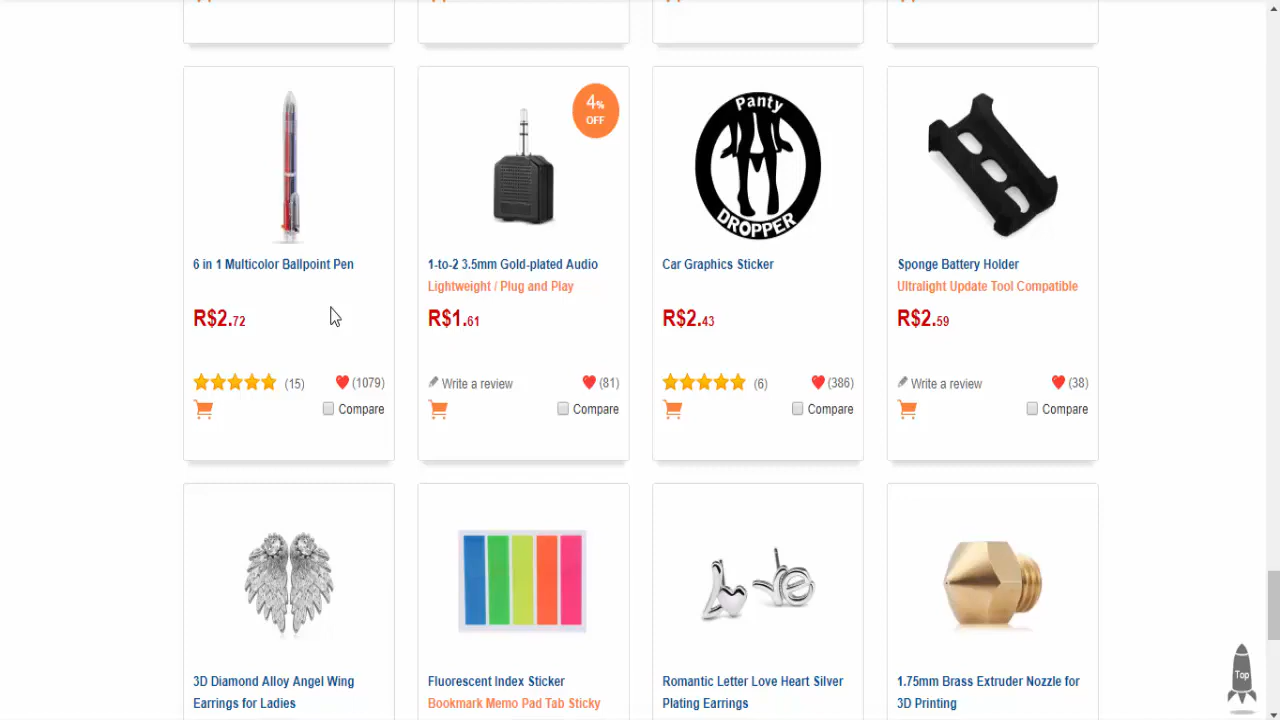 4% OFF
Panty
DROPPER
6 in 1 Multicolor Ballpoint Pen
1-to-2 3.5mm Gold-plated Audio
Lightweight / Plug and Play
Car Graphics Sticker
Sponge Battery Holder
Ultralight Update Tool Compatible
R$2.72
R$1.61
R$2.43
R$2.59
(15)
(1079)
Write a review
(81)
(6)
(386)
Write a review
(38)
Compare
Compare
Compare
Compare
3D Diamond Alloy Angel Wing
Earrings for Ladies
Fluorescent Index Sticker
Bookmark Memo Pad Tab Sticky
Romantic Letter Love Heart Silver
Plating Earrings
1.75mm Brass Extruder Nozzle for
3D Printing
Top